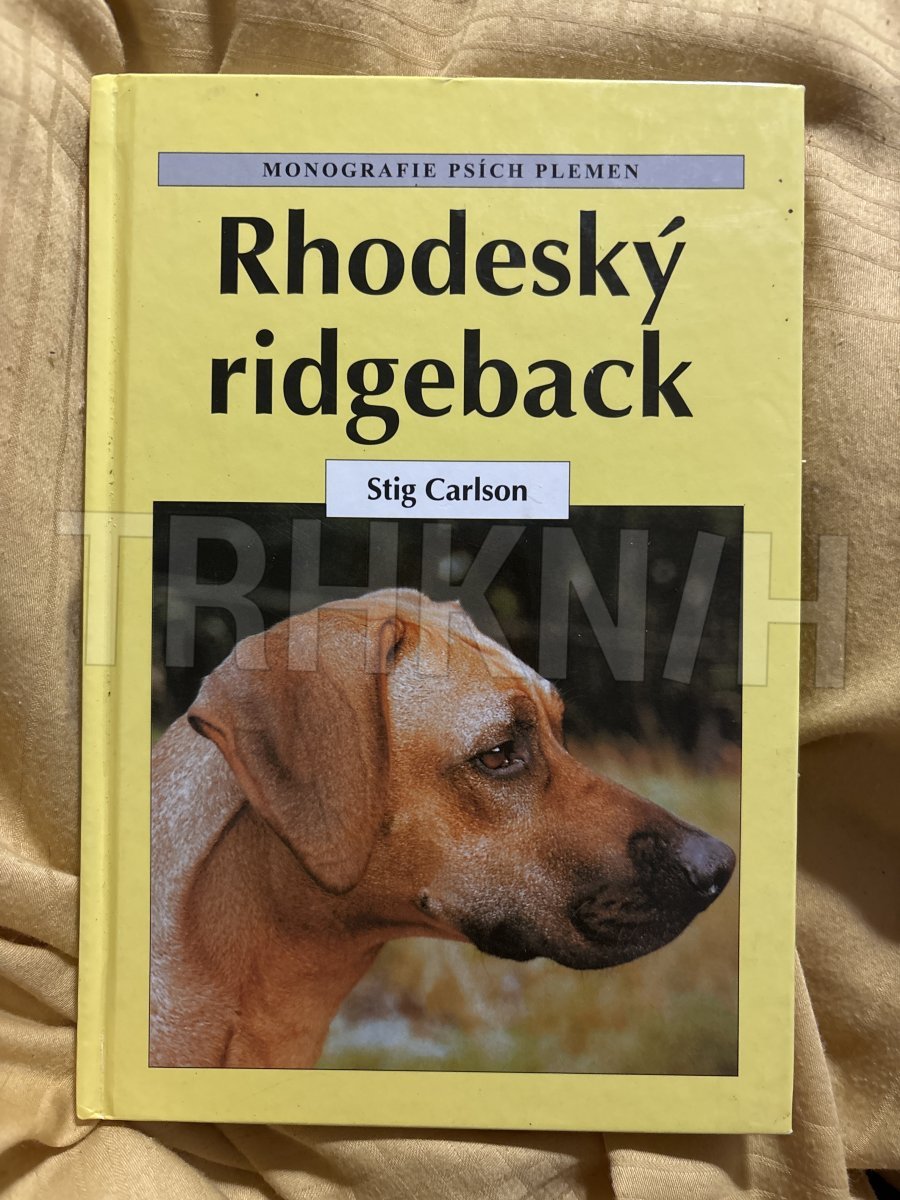 MONOGRAFIE PSÍCH PLEMEN
Rhodeský
ridgeback
Stig Carlson
TRHKNIH